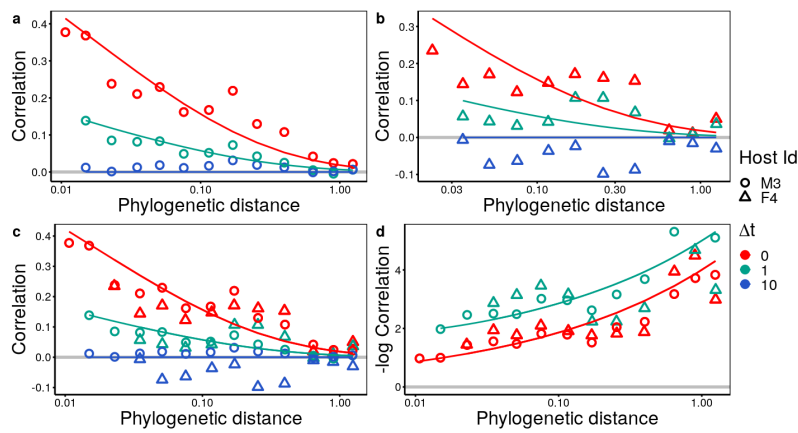 a
0.4
0.3
0.2
0.1
0.0
Correlation
0.01
0.10
1.00
Phylogenetic distance
b
0.3
0.2
0.1
0.0
-0.1
Correlation
0.03
0.10
0.30
1.00
Phylogenetic distance
c
0.4
0.3
0.2
0.1
0.0
-0.1
Correlation
0.01
0.10
1.00
Phylogenetic distance
d
4
2
0
-log Correlation
0.01
0.10
1.00
Phylogenetic distance
Host Id
M3
F4
Δt
0
1
10